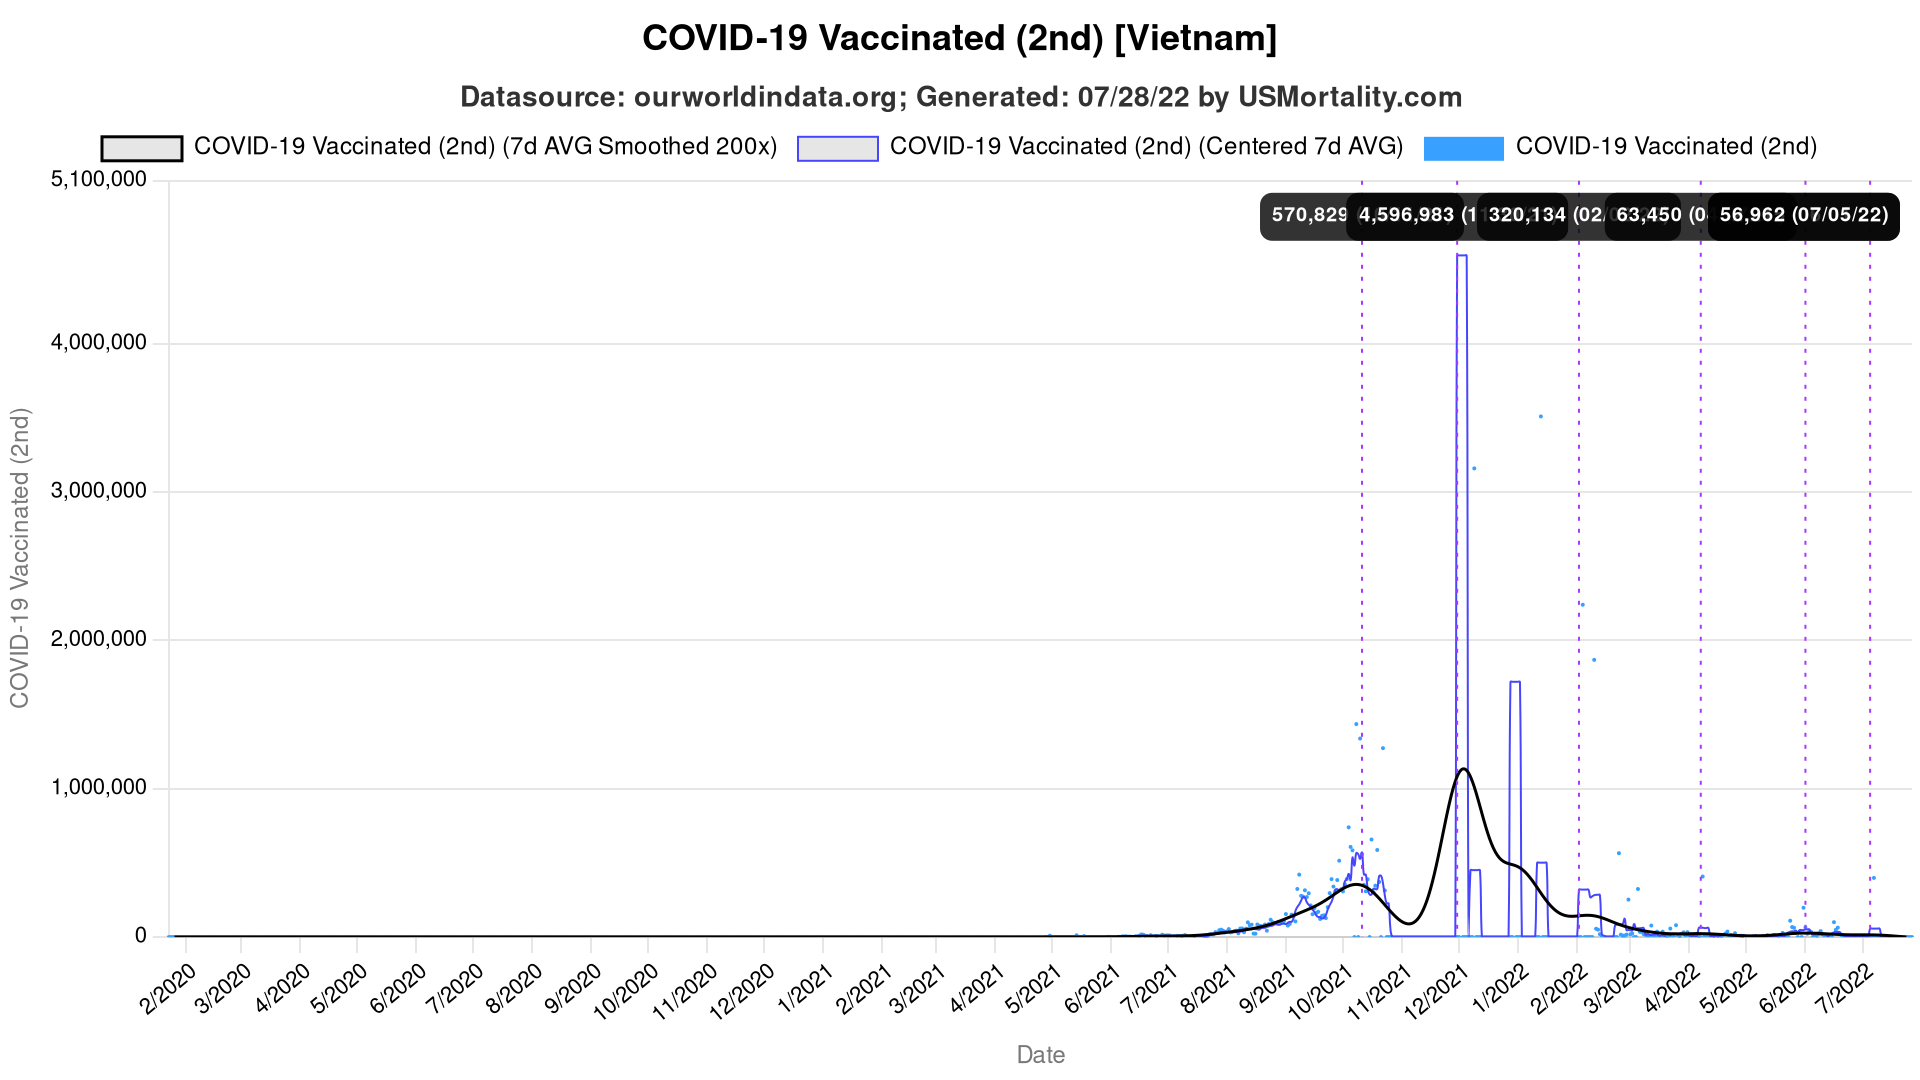 COVID-19 Vaccinated (2nd) [Vietnam]
Datasource: ourworldindata.org; Generated: 07/28/22 by USMortality.com
COVID-19 Vaccinated (2nd) (7d AVG Smoothed 200x) COVID-19 Vaccinated (2nd) (Centered 7d AVG) COVID-19 Vaccinated (2nd)
5,100,000
570,829 4,596,983 (1 320,134 (02/ 63,450 (0 56,962 (07/05/22)
4,000,000
3,000,000
2,000,000
1,000,000
0
COVID-19 Vaccinated (2nd)
2/2020 3/2020 4/2020 5/2020 6/2020 7/2020 8/2020 9/2020 10/2020 11/2020 12/2020 1/2021 2/2021 3/2021 4/2021 5/2021 6/2021 7/2021 8/2021 9/2021 10/2021 11/2021 12/2021 1/2022 2/2022 3/2022 4/2022 5/2022 6/2022 7/2022
Date